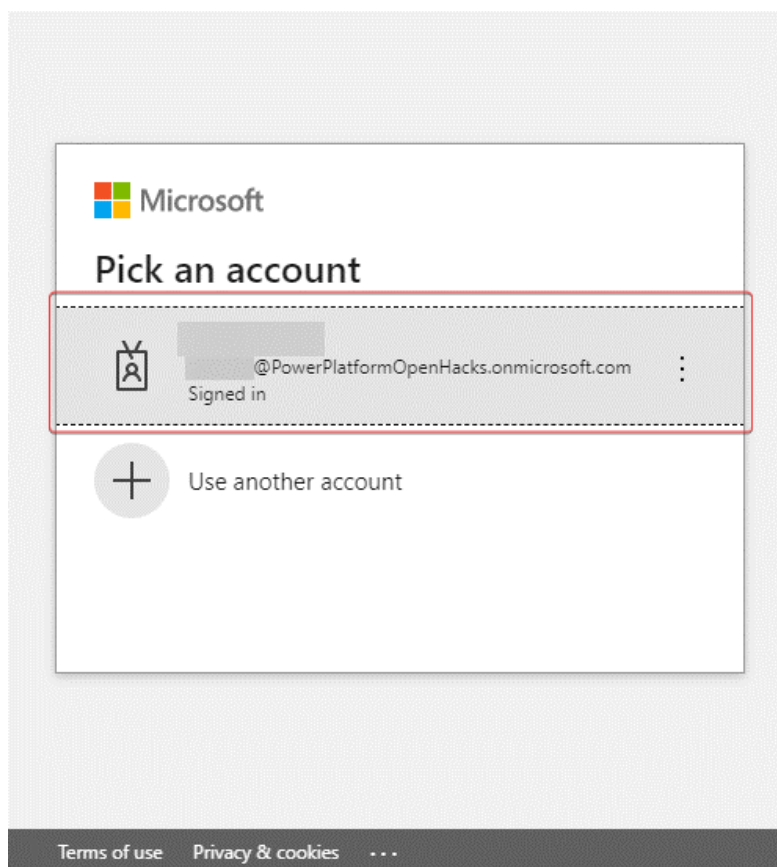 Microsoft
Pick an account
@PowerPlatformOpenHacks.onmicrosoft.com
Signed in
Use another account
Terms of use Privacy & cookies ...